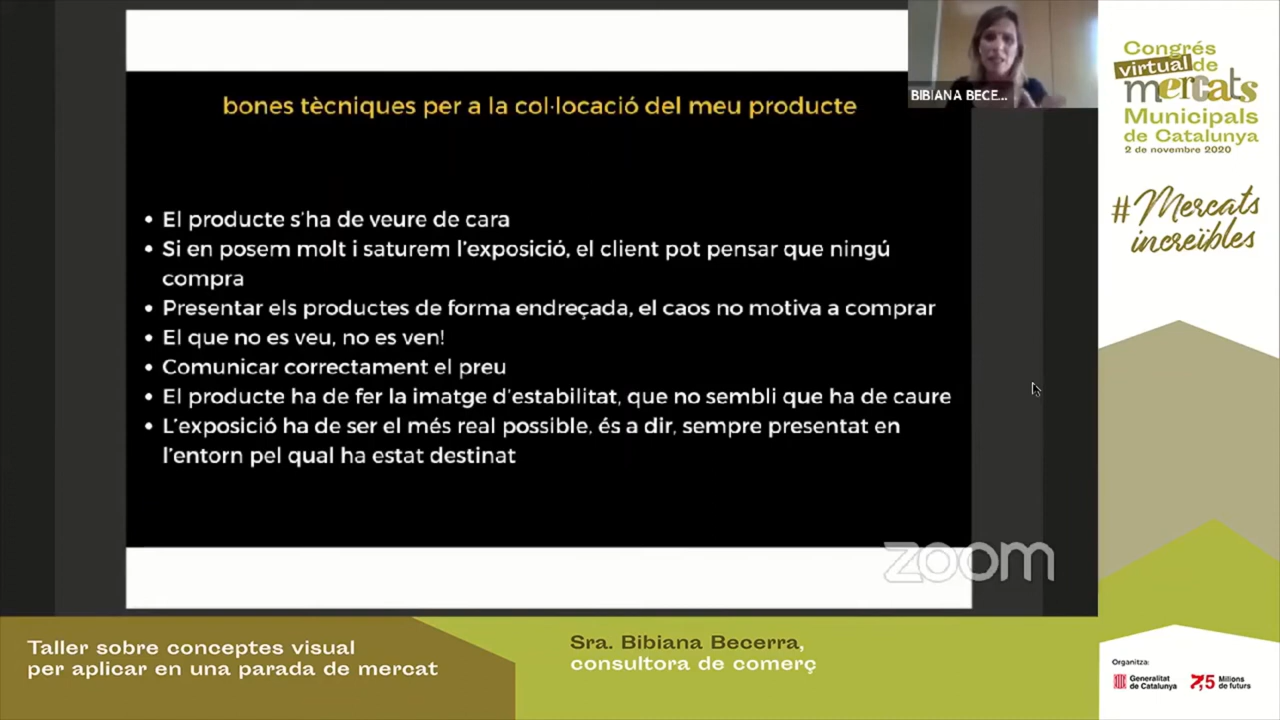 bones tècniques per a la col·locació del meu producte
• El producte s'ha de veure de cara
• Si en posem molt i saturem l'exposició, el client pot pensar que ningú
compra
• Presentar els productes de forma endreçada, el caos no motiva a comprar
• El que no es veu, no es ven!
• Comunicar correctament el preu
• El producte ha de fer la imatge d'estabilitat, que no sembli que ha de caure
• L'exposició ha de ser el més real possible, és a dir, sempre presentat en
l'entorn pel qual ha estat destinat
BIBIANA BECE...
zoom
Congrés
virtual de
mercats
Municipals
de Catalunya
2 de novembre 2020
#Mercats
increïbles
Taller sobre conceptes visual
per aplicar en una parada de mercat
Sra. Bibiana Becerra,
consultora de comerç
Organitza:
Generalitat
de Catalunya
7,5 Milions
de futurs